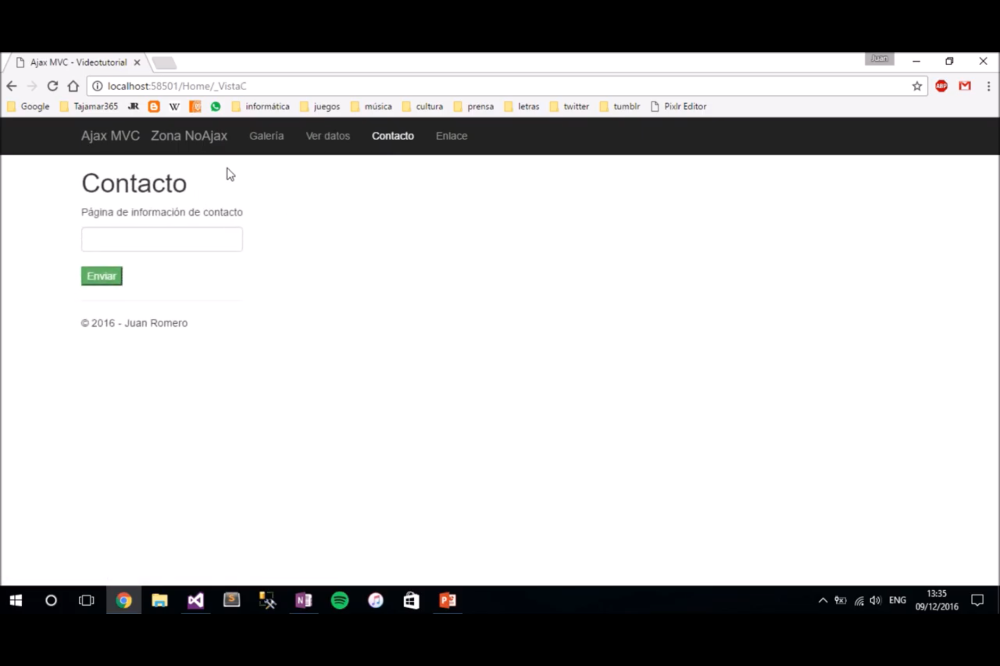 Ajax MVC - Videotutorial
Juan
localhost:58501/Home/_VistaC
ABP
Google Tajamar365 JR W informática juegos música cultura prensa letras twitter tumblr Pixlr Editor
Ajax MVC Zona NoAjax Galería Ver datos Contacto Enlace
Contacto
Página de información de contacto
Enviar
© 2016 - Juan Romero
ENG
13:35
09/12/2016